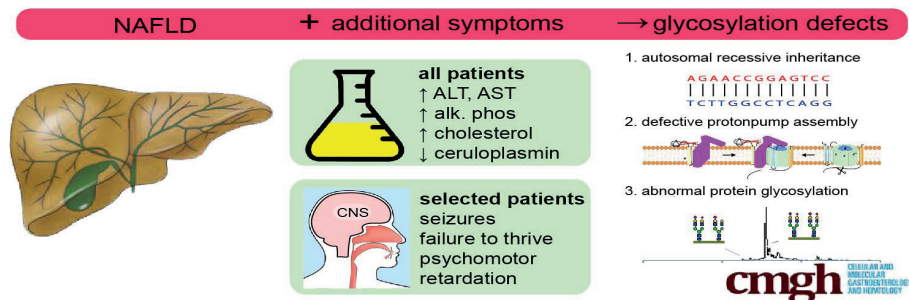 NAFLD + additional symptoms → glycosylation defects
all patients
↑ ALT, AST
↑ alk. phos
↑ cholesterol
↓ ceruloplasmin
CNS
selected patients
seizures
failure to thrive
psychomotor
retardation
1. autosomal recessive inheritance
AGAACCGGAGTCC
TCTTGGCCTCAGG
2. defective protonpump assembly
3. abnormal protein glycosylation
cmgh
CELLULAR AND
MOLECULAR
GASTROENTEROLOGY
AND HEPATOLOGY